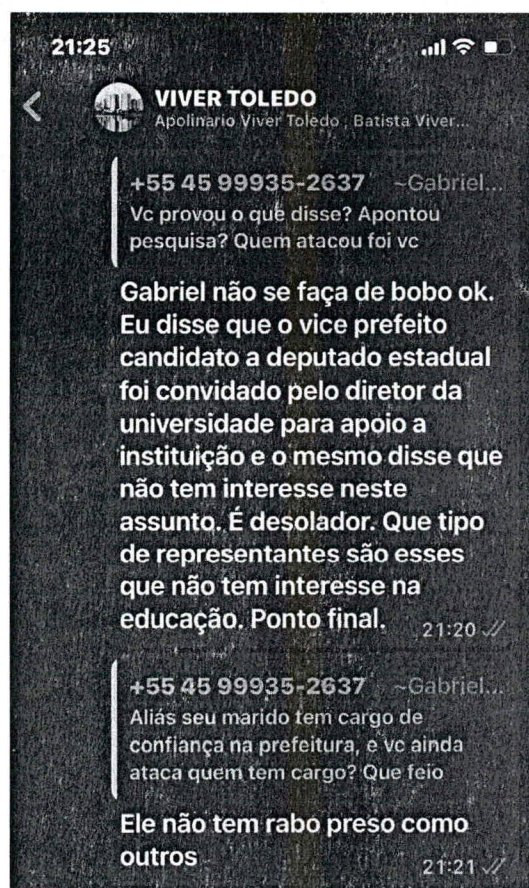 21:25
VIVER TOLEDO
Apolinario Viver Toledo , Batista Viver...
+55 45 99935-2637 ~Gabriel...
Vc provou o que disse? Apontou
pesquisa? Quem atacou foi vc
Gabriel não se faça de bobo ok.
Eu disse que o vice prefeito
candidato a deputado estadual
foi convidado pelo diretor da
universidade para apoio a
instituição e o mesmo disse que
não tem interesse neste
assunto. É desolador. Que tipo
de representantes são esses
que não tem interesse na
educação. Ponto final.
21:20
+55 45 99935-2637 ~Gabriel...
Aliás seu marido tem cargo de
confiança na prefeitura, e vc ainda
ataca quem tem cargo? Que feio
Ele não tem rabo preso como
outros
21:21